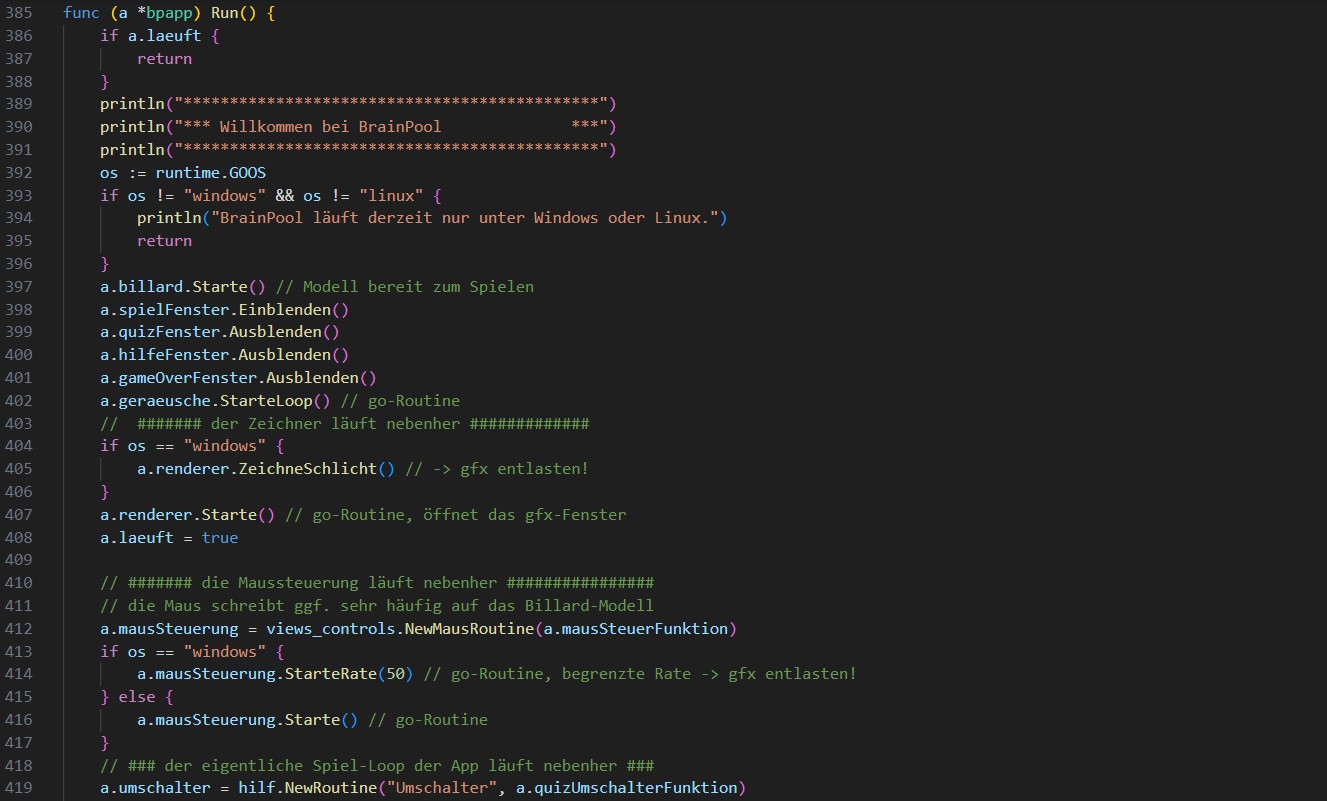 385 func (a *bpapp) Run() {
386     if a.laeuft {
387         return
388     }
389     println("*********************************************")
390     println("*** Willkommen bei BrainPool              ***")
391     println("*********************************************")
392     os := runtime.GOOS
393     if os != "windows" && os != "linux" {
394         println("BrainPool läuft derzeit nur unter Windows oder Linux.")
395         return
396     }
397     a.billard.Starte() // Modell bereit zum Spielen
398     a.spielFenster.Einblenden()
399     a.quizFenster.Ausblenden()
400     a.hilfeFenster.Ausblenden()
401     a.gameOverFenster.Ausblenden()
402     a.geraeusche.StarteLoop() // go-Routine
403     //  ####### der Zeichner läuft nebenher #############
404     if os == "windows" {
405         a.renderer.ZeichneSchlicht() // -> gfx entlasten!
406     }
407     a.renderer.Starte() // go-Routine, öffnet das gfx-Fenster
408     a.laeuft = true
409
410     // ####### die Maussteuerung läuft nebenher ################
411     // die Maus schreibt ggf. sehr häufig auf das Billard-Modell
412     a.mausSteuerung = views_controls.NewMausRoutine(a.mausSteuerFunktion)
413     if os == "windows" {
414         a.mausSteuerung.StarteRate(50) // go-Routine, begrenzte Rate -> gfx entlasten!
415     } else {
416         a.mausSteuerung.Starte() // go-Routine
417     }
418     // ### der eigentliche Spiel-Loop der App läuft nebenher ###
419     a.umschalter = hilf.NewRoutine("Umschalter", a.quizUmschalterFunktion)